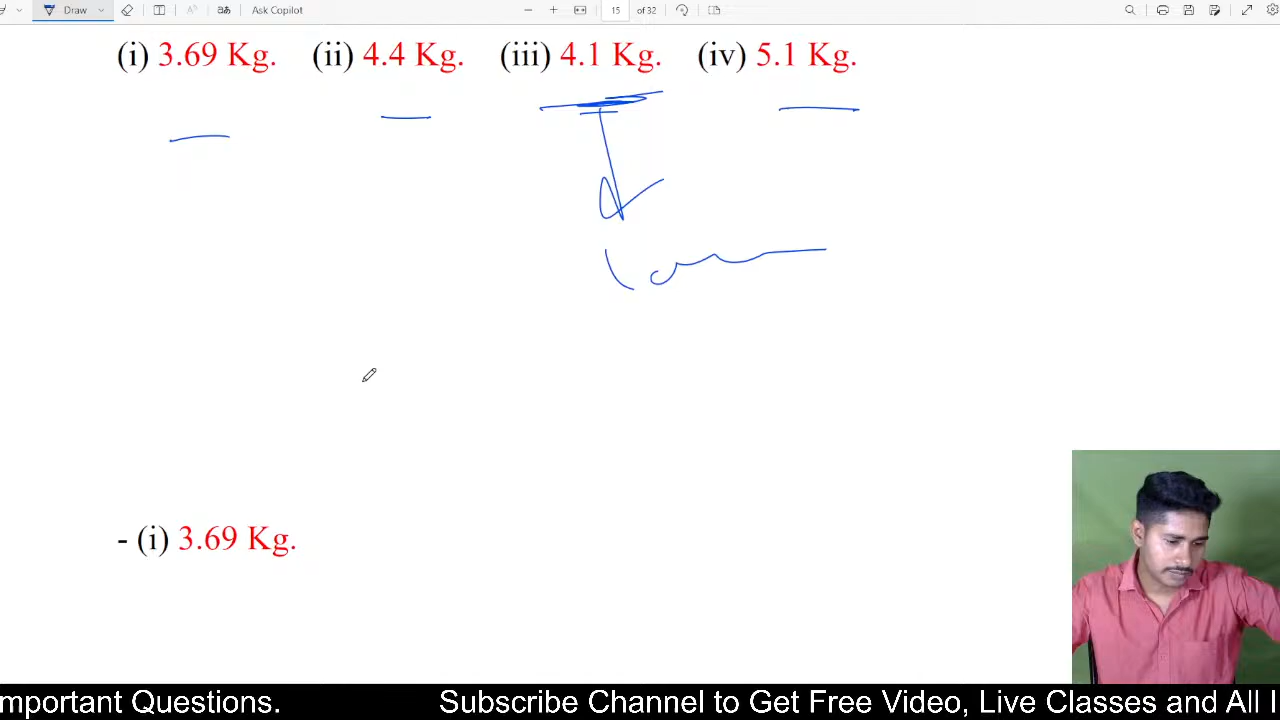 Draw
Ask Copilot
15 of 32
(i) 3.69 Kg. (ii) 4.4 Kg. (iii) 4.1 Kg. (iv) 5.1 Kg.
- (i) 3.69 Kg.
mportant Questions. Subscribe Channel to Get Free Video, Live Classes and All I